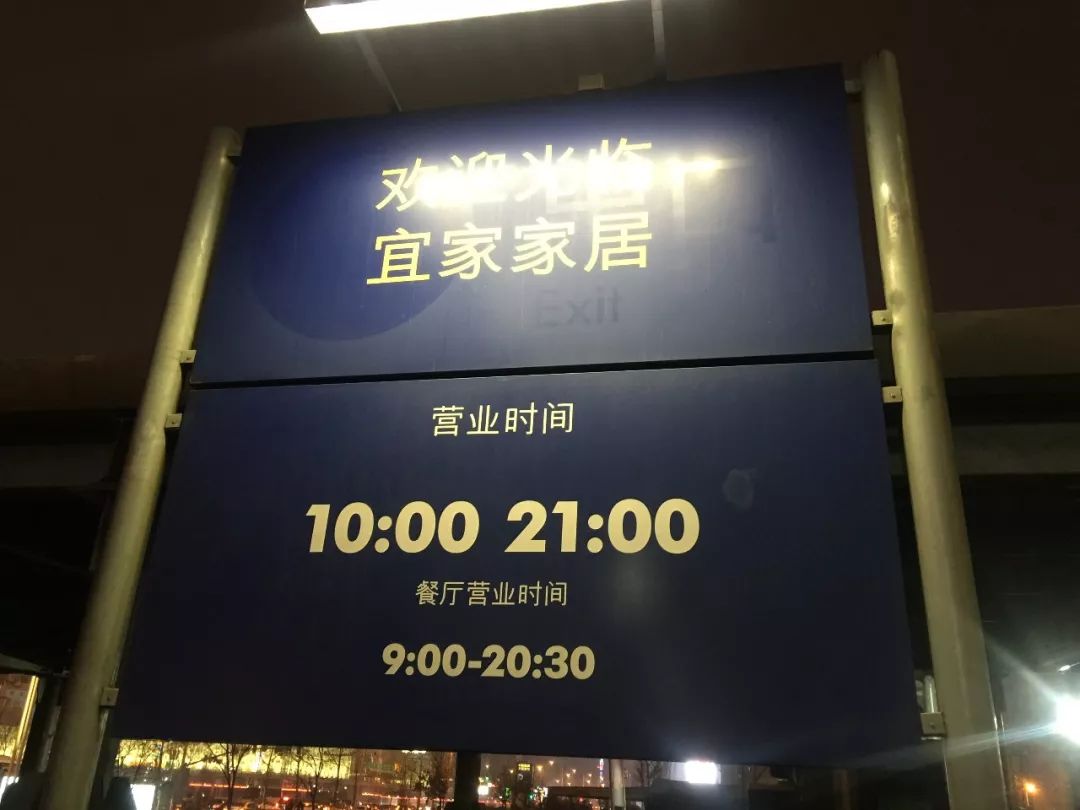 欢迎光临
宜家家居
Exit
营业时间
10:00 21:00
餐厅营业时间
9:00-20:30